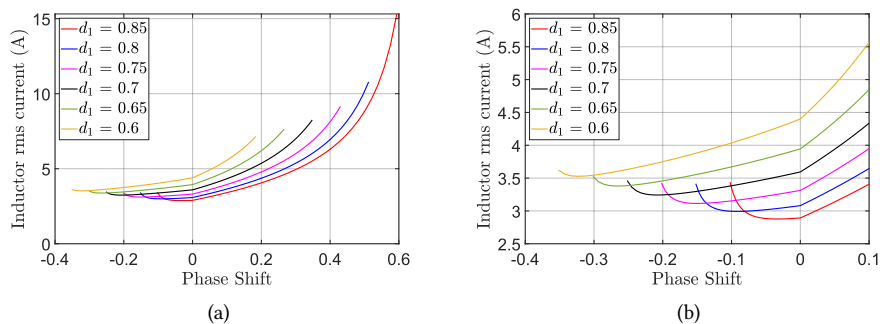 15
10
5
0
-0.4
-0.2
0
0.2
0.4
0.6
Inductor rms current (A)
Phase Shift
d₁ = 0.85
d₁ = 0.8
d₁ = 0.75
d₁ = 0.7
d₁ = 0.65
d₁ = 0.6
(a)
6
5.5
5
4.5
4
3.5
3
2.5
-0.4
-0.3
-0.2
-0.1
0
0.1
Inductor rms current (A)
Phase Shift
d₁ = 0.85
d₁ = 0.8
d₁ = 0.75
d₁ = 0.7
d₁ = 0.65
d₁ = 0.6
(b)